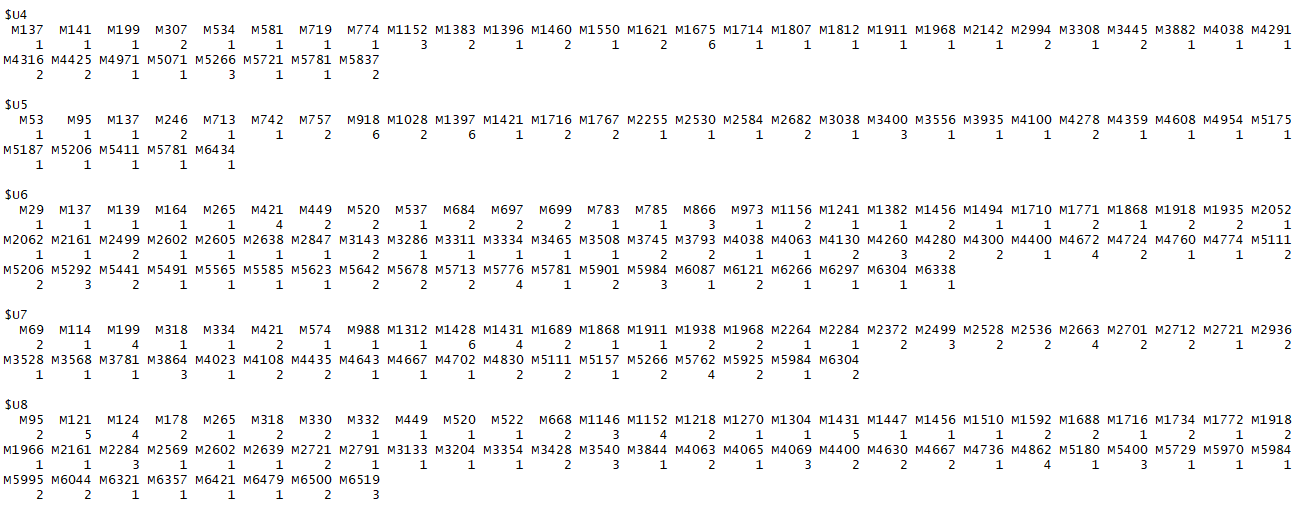 $U4
M137 M141 M199 M307 M534 M581 M719 M774 M1152 M1383 M1396 M1460 M1550 M1621 M1675 M1714 M1807 M1812 M1911 M1968 M2142 M2994 M3308 M3445 M3882 M4038 M4291
1 1 1 2 1 1 1 1 3 2 1 2 1 2 6 1 1 1 1 1 1 2 1 2 1 1 1
M4316 M4425 M4971 M5071 M5266 M5721 M5781 M5837
2 2 1 1 3 1 1 2
$U5
M53 M95 M137 M246 M713 M742 M757 M918 M1028 M1397 M1421 M1716 M1767 M2255 M2530 M2584 M2682 M3038 M3400 M3556 M3935 M4100 M4278 M4359 M4608 M4954 M5175
1 1 1 2 1 1 2 6 2 6 1 2 2 1 1 1 2 1 3 1 1 1 2 1 1 1 1
M5187 M5206 M5411 M5781 M6434
1 1 1 1 1
$U6
M29 M137 M139 M164 M265 M421 M449 M520 M537 M684 M697 M699 M783 M785 M866 M973 M1156 M1241 M1382 M1456 M1494 M1710 M1771 M1868 M1918 M1935 M2052
1 1 1 1 1 4 2 2 1 2 2 2 1 1 3 1 2 1 1 2 1 1 2 1 2 2 1
M2062 M2161 M2499 M2602 M2605 M2638 M2847 M3143 M3286 M3311 M3334 M3465 M3508 M3745 M3793 M4038 M4063 M4130 M4260 M4280 M4300 M4400 M4672 M4724 M4760 M4774 M5111
1 1 2 1 1 1 1 2 1 1 1 1 1 2 2 1 1 2 3 2 2 1 4 2 1 1 2
M5206 M5292 M5441 M5491 M5565 M5585 M5623 M5642 M5678 M5713 M5776 M5781 M5901 M5984 M6087 M6121 M6266 M6297 M6304 M6338
2 3 2 1 1 1 1 2 2 2 4 1 2 3 1 2 1 1 1 1
$U7
M69 M114 M199 M318 M334 M421 M574 M988 M1312 M1428 M1431 M1689 M1868 M1911 M1938 M1968 M2264 M2284 M2372 M2499 M2528 M2536 M2663 M2701 M2712 M2721 M2936
2 1 4 1 1 2 1 1 1 6 4 2 1 1 2 2 1 1 2 3 2 2 4 2 2 1 2
M3528 M3568 M3781 M3864 M4023 M4108 M4435 M4643 M4667 M4702 M4830 M5111 M5157 M5266 M5762 M5925 M5984 M6304
1 1 1 3 1 2 2 1 1 1 2 2 1 2 4 2 1 2
$U8
M95 M121 M124 M178 M265 M318 M330 M332 M449 M520 M522 M668 M1146 M1152 M1218 M1270 M1304 M1431 M1447 M1456 M1510 M1592 M1688 M1716 M1734 M1772 M1918
2 5 4 2 1 2 2 1 1 1 1 2 3 4 2 1 1 5 1 1 1 2 2 1 2 1 2
M1966 M2161 M2284 M2569 M2602 M2639 M2721 M2791 M3133 M3204 M3354 M3428 M3540 M3844 M4063 M4065 M4069 M4400 M4630 M4667 M4736 M4862 M5180 M5400 M5729 M5970 M5984
1 1 3 1 1 1 2 1 1 1 1 2 3 1 2 1 3 2 2 2 1 4 1 3 1 1 1
M5995 M6044 M6321 M6357 M6421 M6479 M6500 M6519
2 2 1 1 1 1 2 3